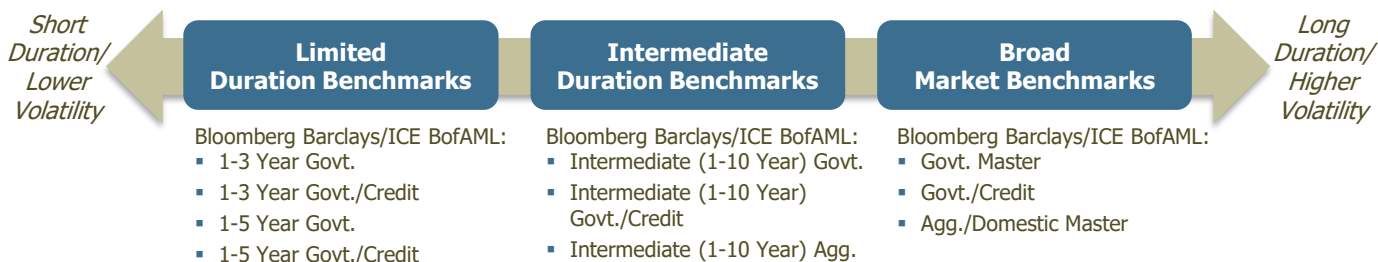 Short
Duration/
Lower
Volatility
Limited
Duration Benchmarks
Intermediate
Duration Benchmarks
Broad
Market Benchmarks
Long
Duration/
Higher
Volatility
Bloomberg Barclays/ICE BofAML:
▪ 1-3 Year Govt.
▪ 1-3 Year Govt./Credit
▪ 1-5 Year Govt.
▪ 1-5 Year Govt./Credit
Bloomberg Barclays/ICE BofAML:
▪ Intermediate (1-10 Year) Govt.
▪ Intermediate (1-10 Year)
Govt./Credit
▪ Intermediate (1-10 Year) Agg.
Bloomberg Barclays/ICE BofAML:
▪ Govt. Master
▪ Govt./Credit
▪ Agg./Domestic Master